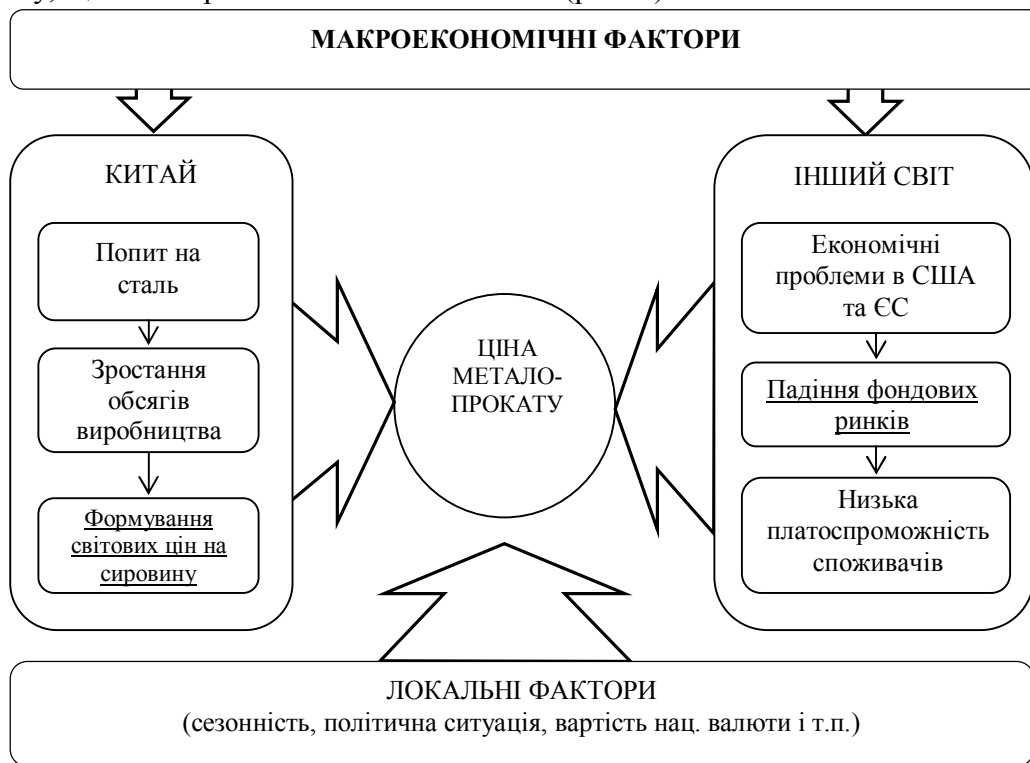 МАКРОЕКОНОМІЧНІ ФАКТОРИ
КИТАЙ
Попит на
сталь
Зростання
обсягів
виробництва
Формування
світових цін на
сировину
ЦІНА
МЕТАЛО-
ПРОКАТУ
ІНШИЙ СВІТ
Економічні
проблеми в США
та ЄС
Падіння фондових
ринків
Низька
платоспроможність
споживачів
ЛОКАЛЬНІ ФАКТОРИ
(сезонність, політична ситуація, вартість нац. валюти і т.п.)